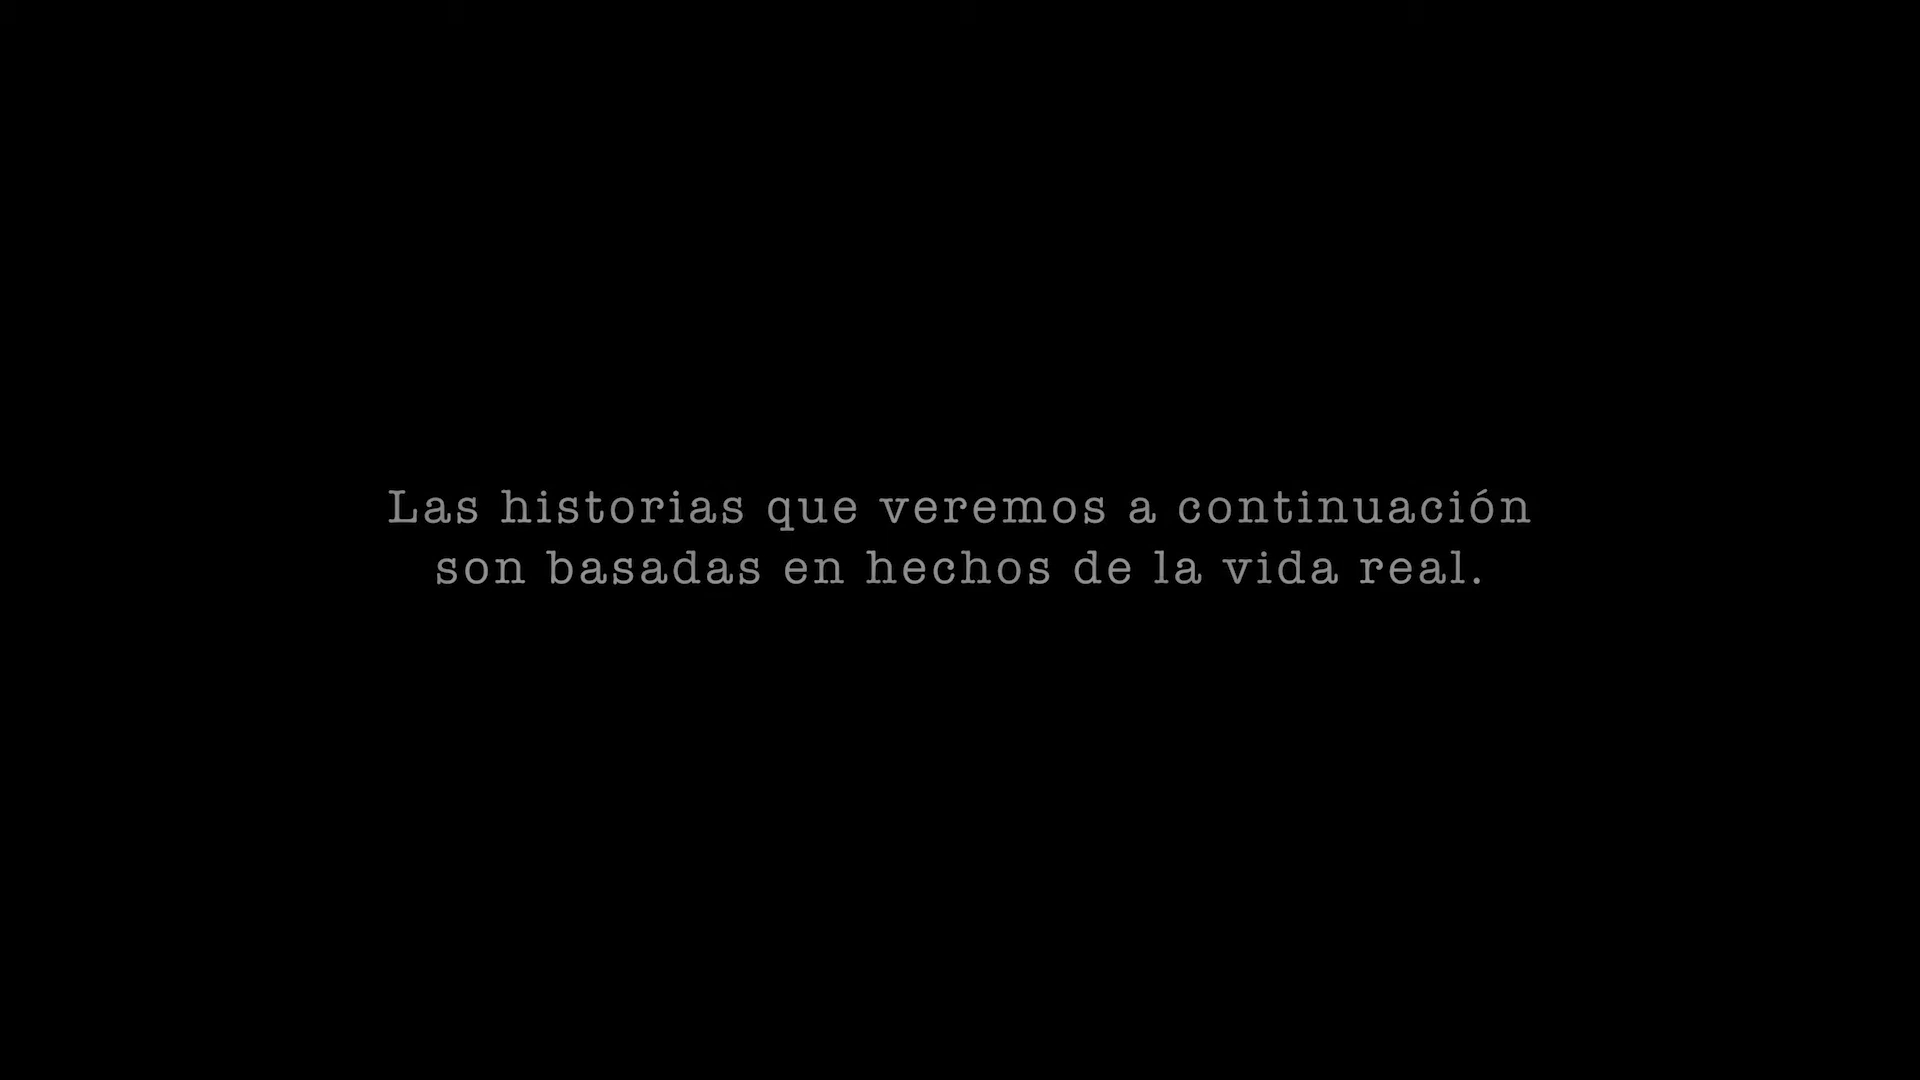 Las historias que veremos a continuación
son basadas en hechos de la vida real.